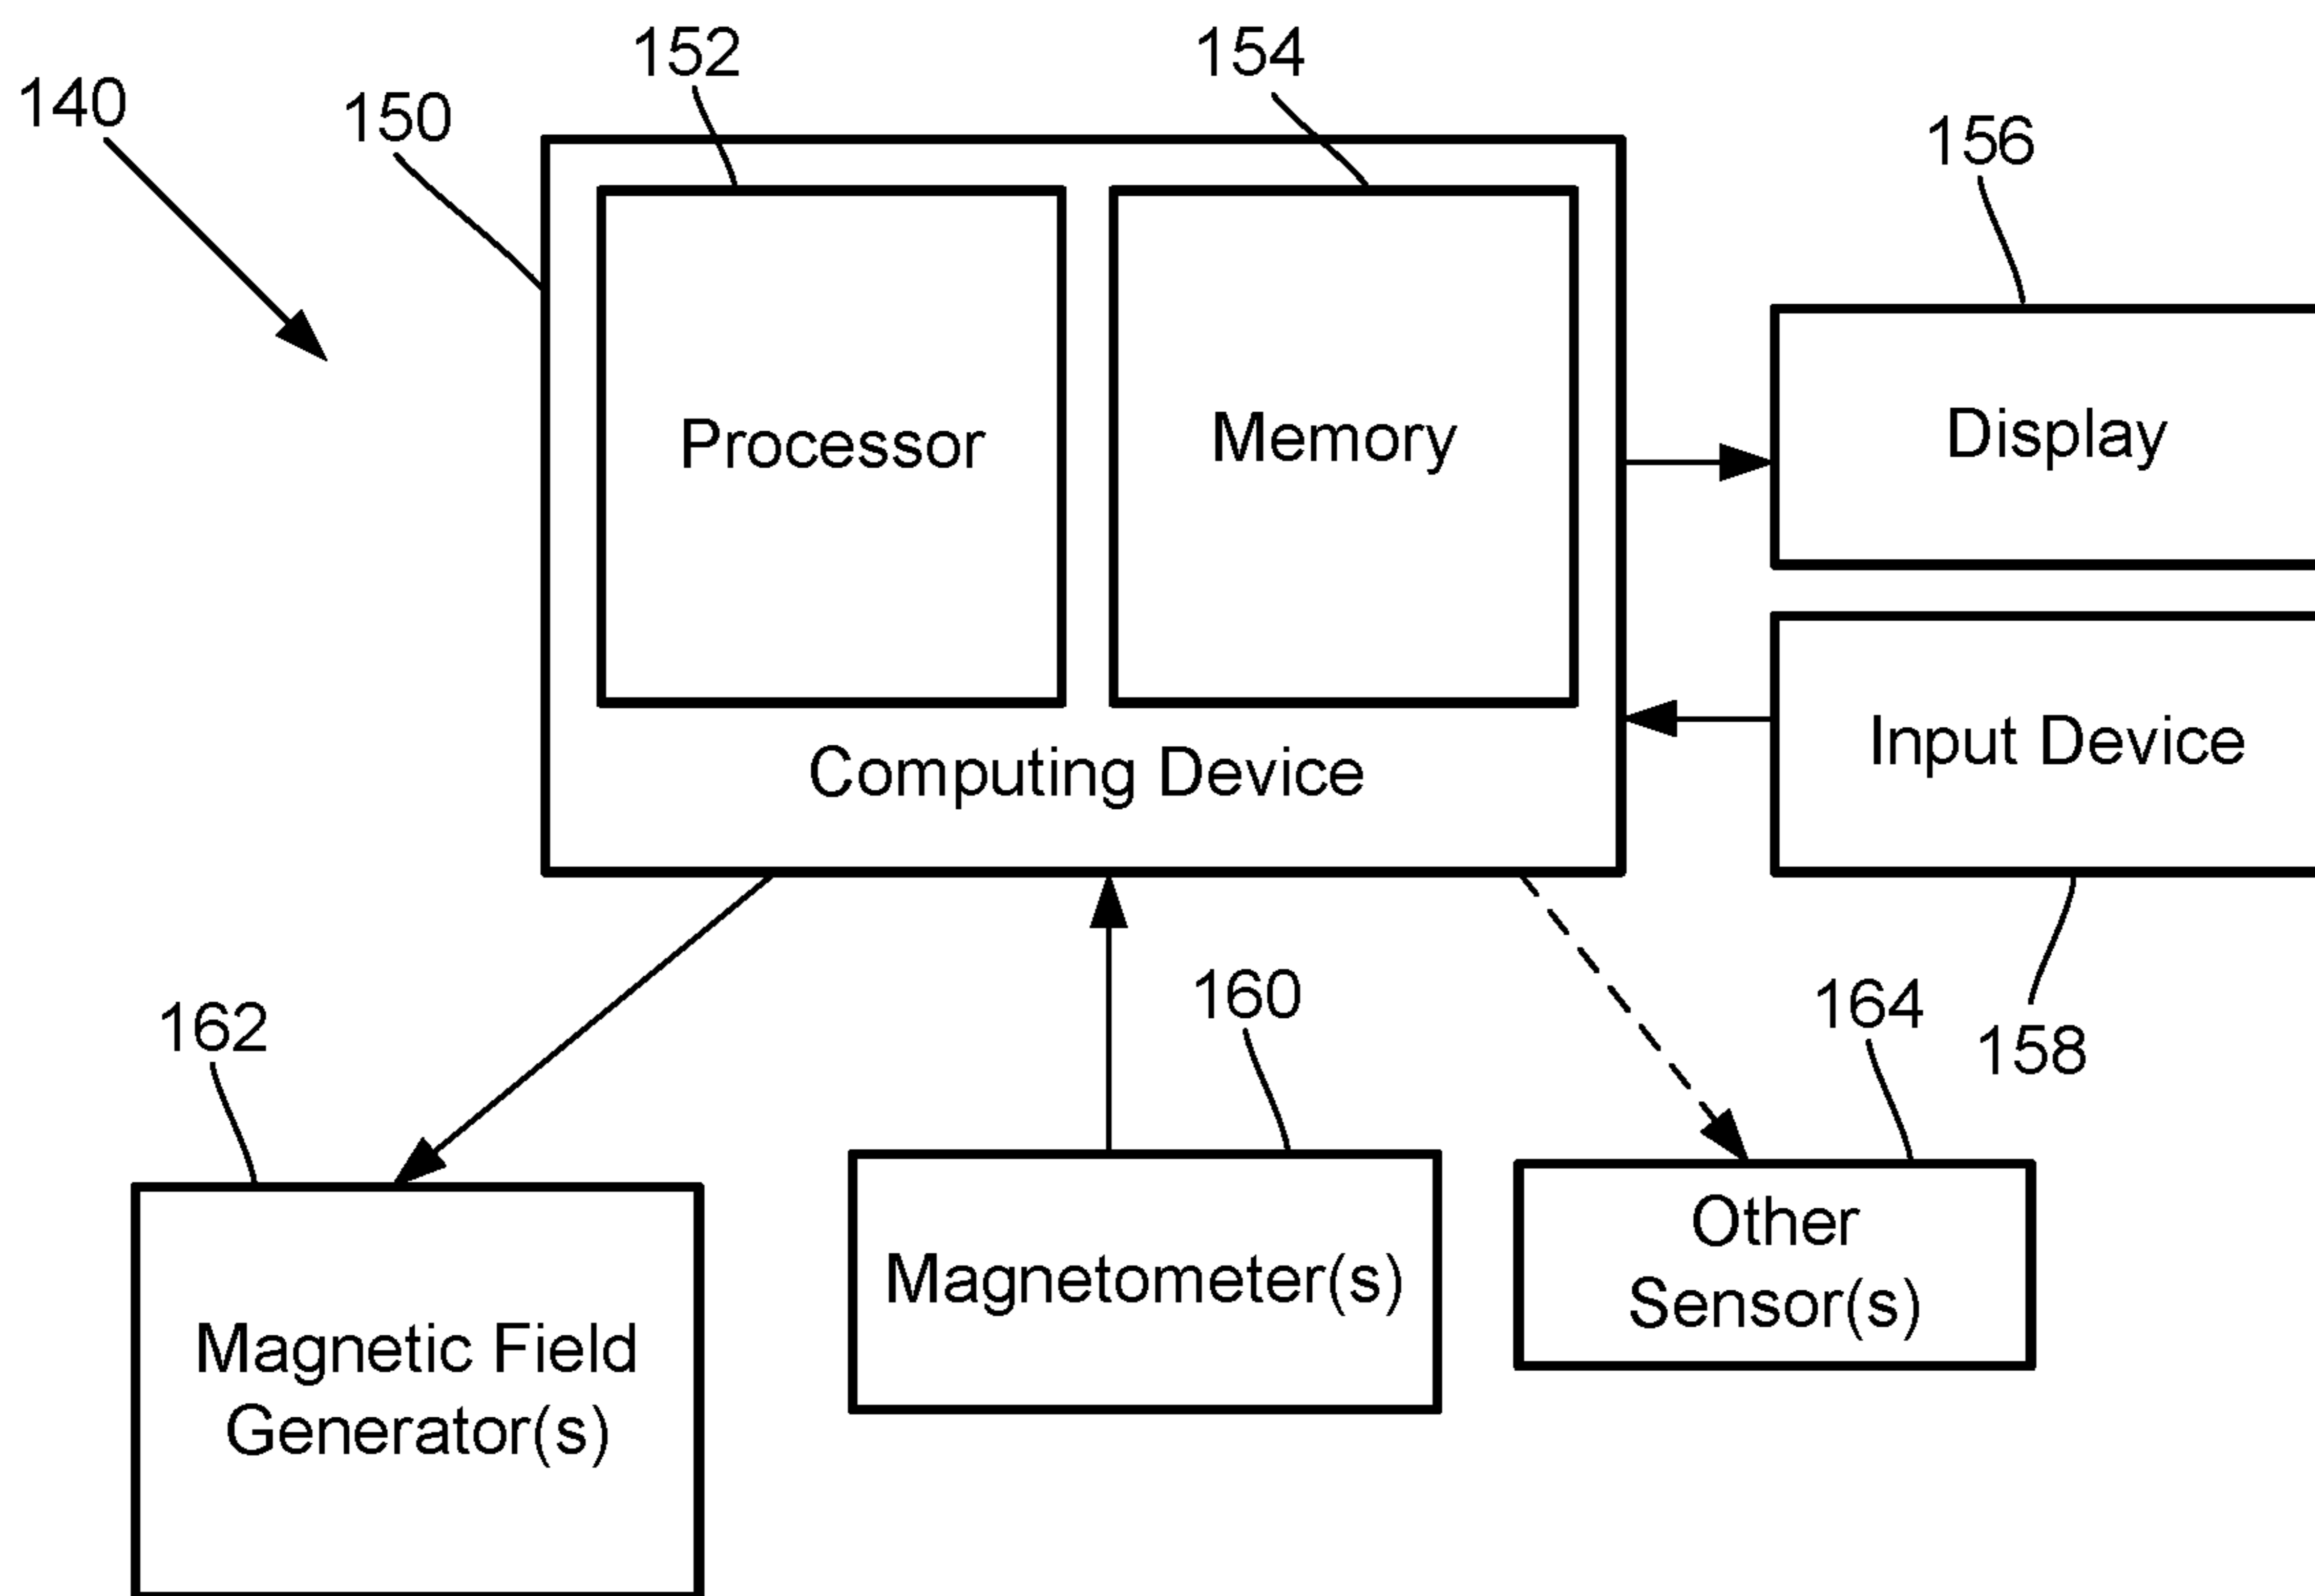 152
154
140
150
156
Processor
Memory
Display
Input Device
Computing Device
162
160
164
158
Other
Sensor(s)
Magnetometer(s)
Magnetic Field
Generator(s)